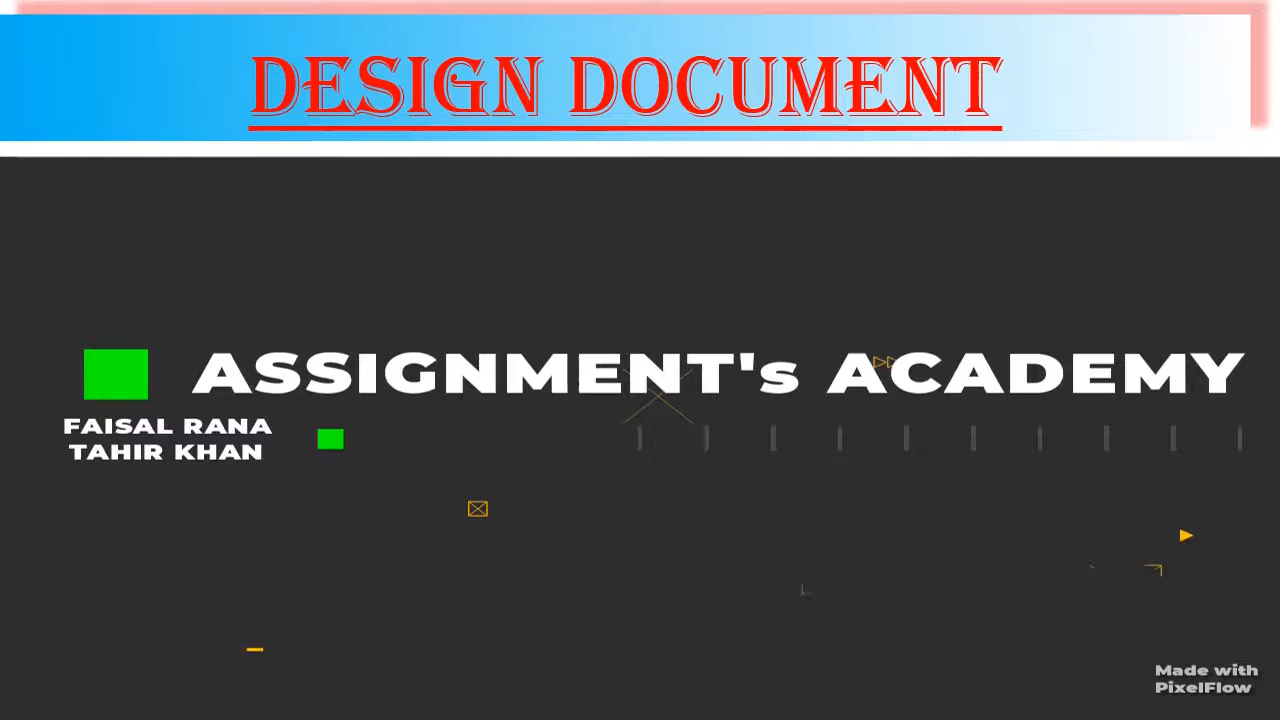 DESIGN DOCUMENT
ASSIGNMENT's ACADEMY
FAISAL RANA
TAHIR KHAN
Made with
PixelFlow